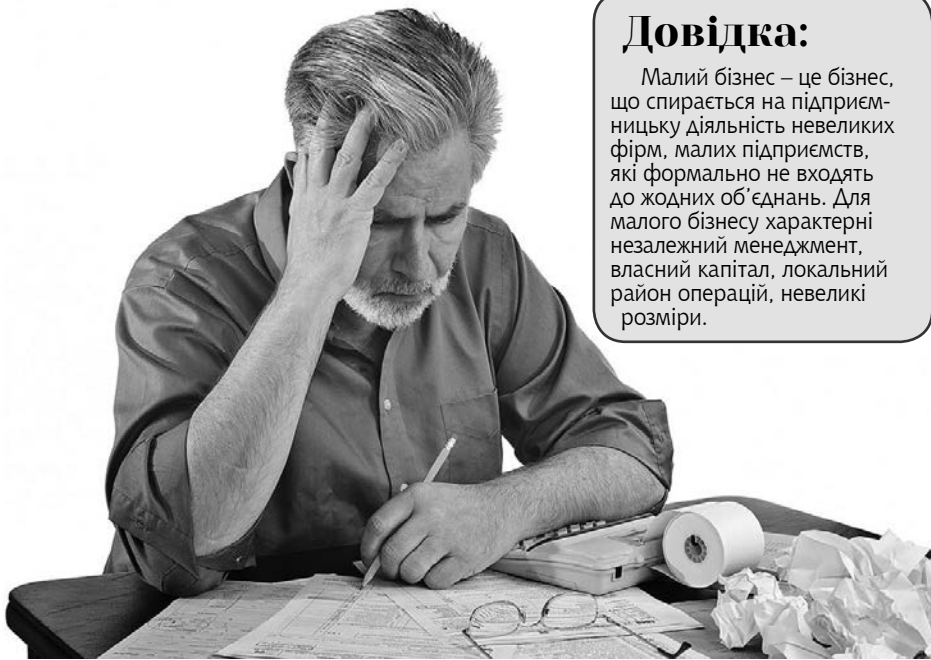 Довідка:
Малий бізнес – це бізнес,
що спирається на підприєм-
ницьку діяльність невеликих
фірм, малих підприємств,
які формально не входять
до жодних об’єднань. Для
малого бізнесу характерні
незалежний менеджмент,
власний капітал, локальний
район операцій, невеликі
розміри.